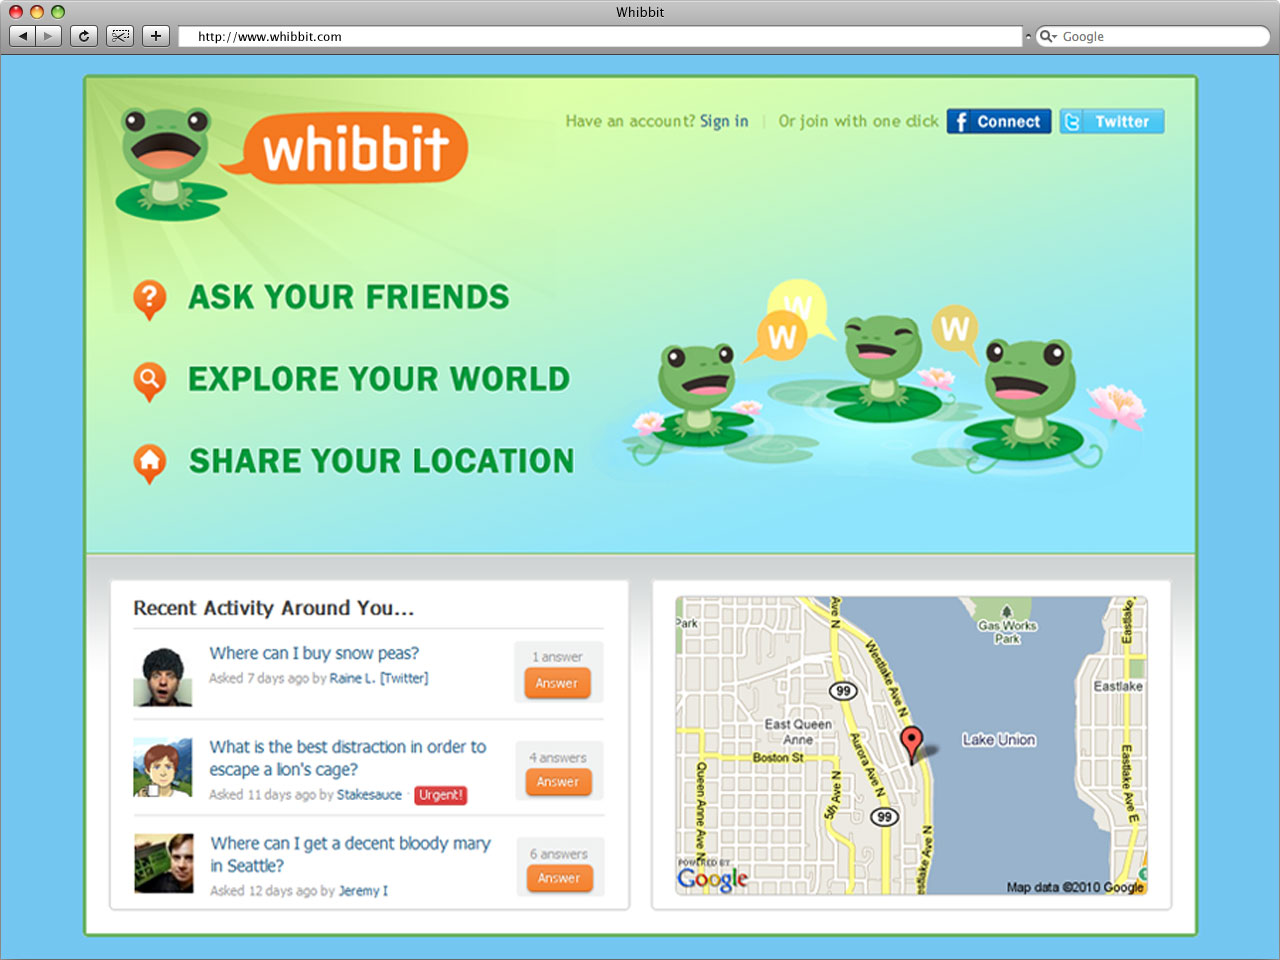 Whibbit
http://www.whibbit.com
Google
whibbit
Have an account? Sign in | Or join with one click
f Connect
Twitter
? ASK YOUR FRIENDS
EXPLORE YOUR WORLD
SHARE YOUR LOCATION
W
W
W
Recent Activity Around You...
Where can I buy snow peas?
Asked 7 days ago by Raine L. [Twitter]
1 answer
Answer
What is the best distraction in order to
escape a lion's cage?
Asked 11 days ago by Stakesauce · Urgent!
4 answers
Answer
Where can I get a decent bloody mary
in Seattle?
Asked 12 days ago by Jeremy I
6 answers
Answer
Park
Ave N
Westlake Ave N
Gas Works
Park
Eastlake
99
Eastlake
East Queen
Anne
Lake Union
Boston St
Aurora Ave N
Queen Anne Ave N
5th Ave N
99
Eastlake Ave E
Westlake Ave N
POWERED BY
Google
Map data ©2010 Google